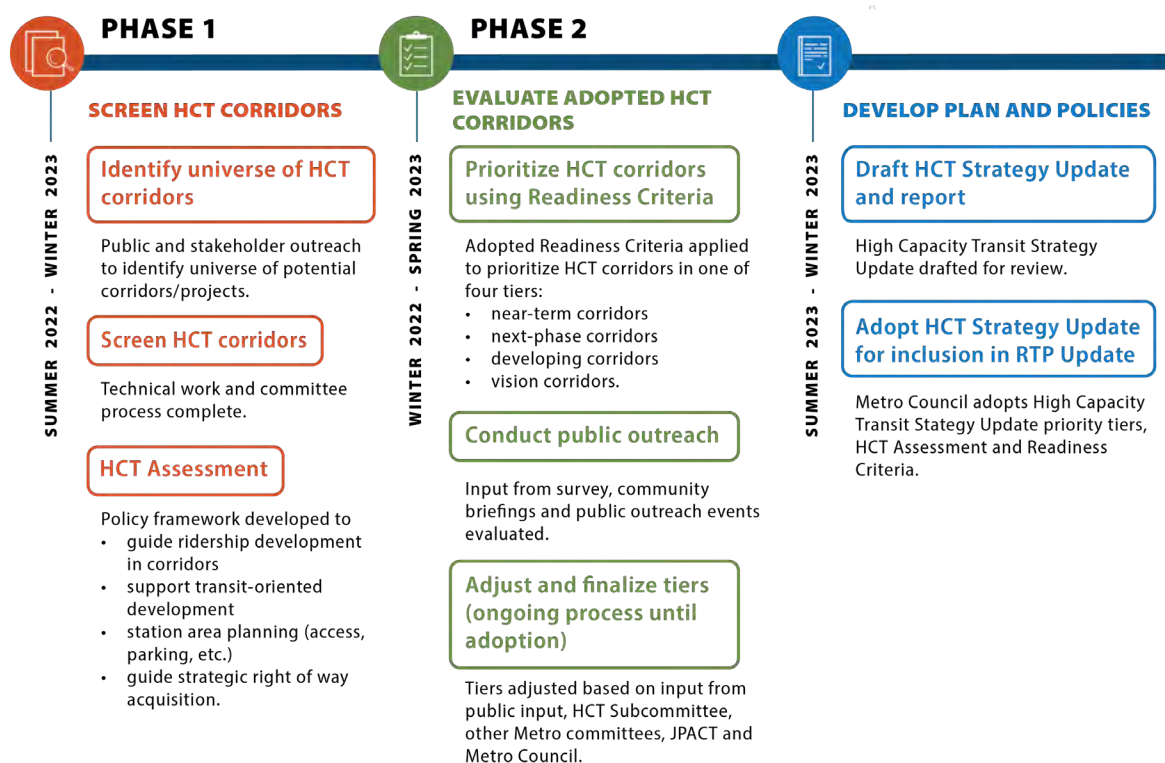 PHASE 1
SUMMER 2022 - WINTER 2023
SCREEN HCT CORRIDORS
Identify universe of HCT
corridors
Public and stakeholder outreach
to identify universe of potential
corridors/projects.
Screen HCT corridors
Technical work and committee
process complete.
HCT Assessment
Policy framework developed to
• guide ridership development
in corridors
• support transit-oriented
development
• station area planning (access,
parking, etc.)
• guide strategic right of way
acquisition.
PHASE 2
WINTER 2022 - SPRING 2023
EVALUATE ADOPTED HCT
CORRIDORS
Prioritize HCT corridors
using Readiness Criteria
Adopted Readiness Criteria applied
to prioritize HCT corridors in one of
four tiers:
• near-term corridors
• next-phase corridors
• developing corridors
• vision corridors.
Conduct public outreach
Input from survey, community
briefings and public outreach events
evaluated.
Adjust and finalize tiers
(ongoing process until
adoption)
Tiers adjusted based on input from
public input, HCT Subcommittee,
other Metro committees, JPACT and
Metro Council.
SUMMER 2023 - WINTER 2023
DEVELOP PLAN AND POLICIES
Draft HCT Strategy Update
and report
High Capacity Transit Strategy
Update drafted for review.
Adopt HCT Strategy Update
for inclusion in RTP Update
Metro Council adopts High Capacity
Transit Stategy Update priority tiers,
HCT Assessment and Readiness
Criteria.